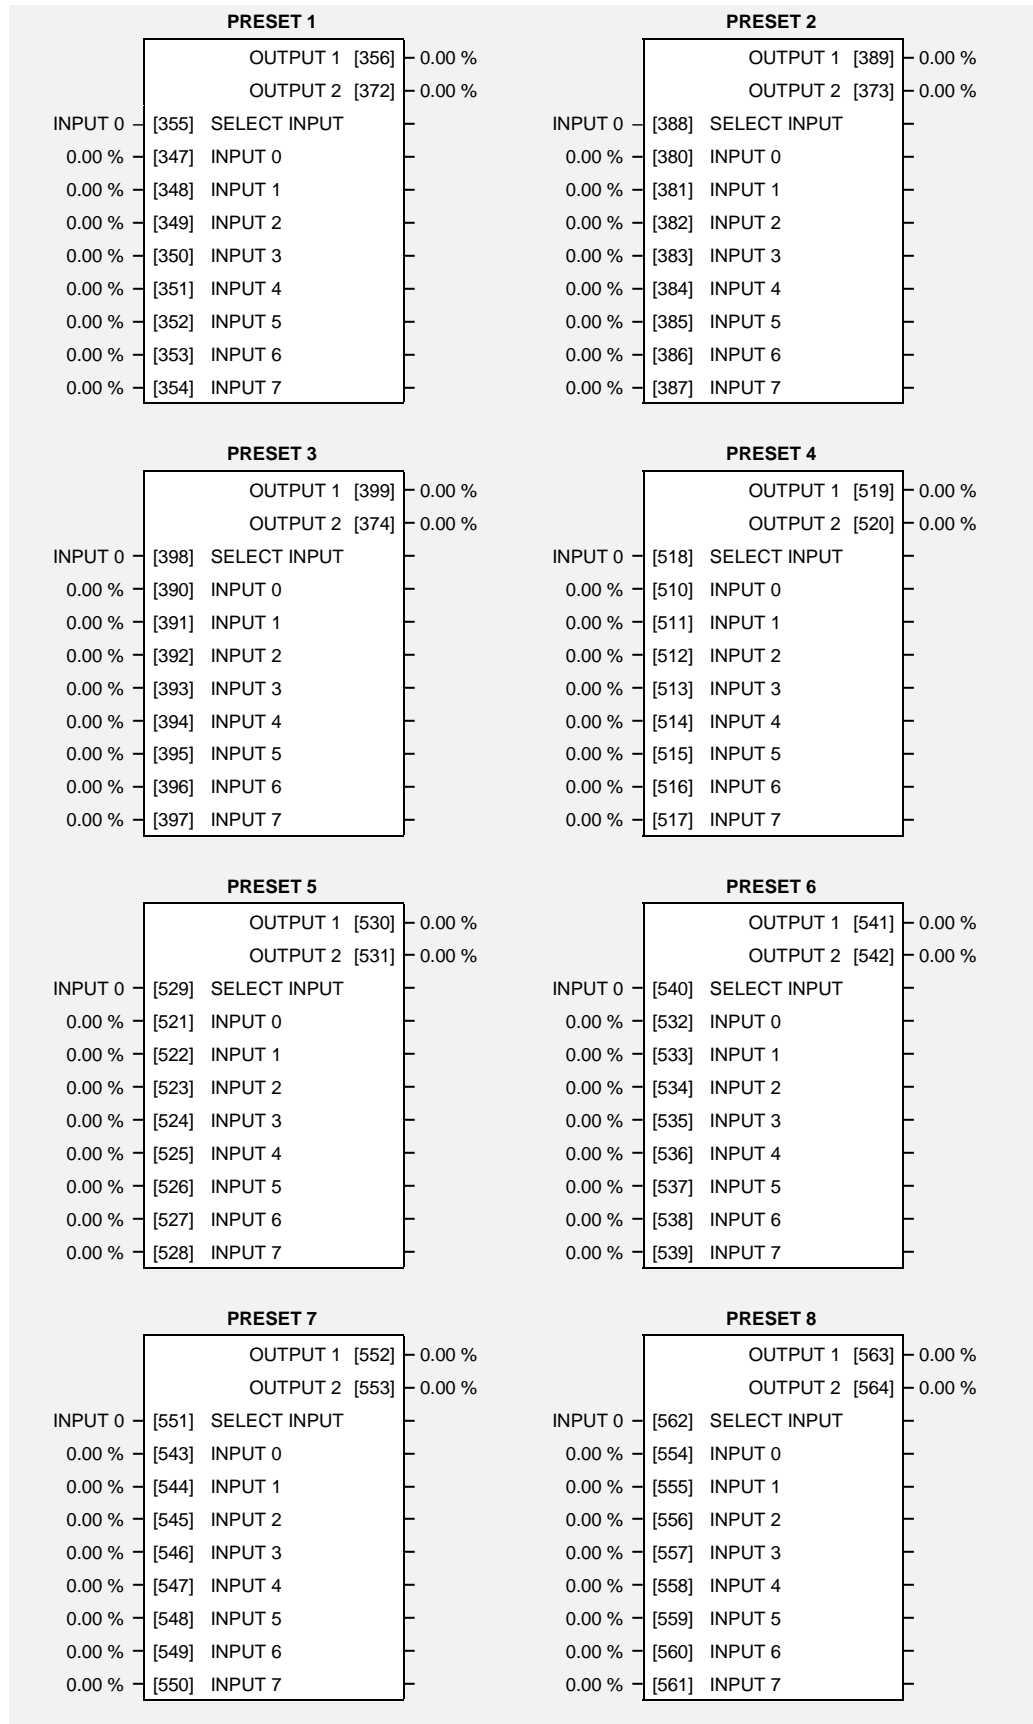 PRESET 1
OUTPUT 1 [356] 0.00 %
OUTPUT 2 [372] 0.00 %
INPUT 0 [355] SELECT INPUT
0.00 % [347] INPUT 0
0.00 % [348] INPUT 1
0.00 % [349] INPUT 2
0.00 % [350] INPUT 3
0.00 % [351] INPUT 4
0.00 % [352] INPUT 5
0.00 % [353] INPUT 6
0.00 % [354] INPUT 7
PRESET 2
OUTPUT 1 [389] 0.00 %
OUTPUT 2 [373] 0.00 %
INPUT 0 [388] SELECT INPUT
0.00 % [380] INPUT 0
0.00 % [381] INPUT 1
0.00 % [382] INPUT 2
0.00 % [383] INPUT 3
0.00 % [384] INPUT 4
0.00 % [385] INPUT 5
0.00 % [386] INPUT 6
0.00 % [387] INPUT 7
PRESET 3
OUTPUT 1 [399] 0.00 %
OUTPUT 2 [374] 0.00 %
INPUT 0 [398] SELECT INPUT
0.00 % [390] INPUT 0
0.00 % [391] INPUT 1
0.00 % [392] INPUT 2
0.00 % [393] INPUT 3
0.00 % [394] INPUT 4
0.00 % [395] INPUT 5
0.00 % [396] INPUT 6
0.00 % [397] INPUT 7
PRESET 4
OUTPUT 1 [519] 0.00 %
OUTPUT 2 [520] 0.00 %
INPUT 0 [518] SELECT INPUT
0.00 % [510] INPUT 0
0.00 % [511] INPUT 1
0.00 % [512] INPUT 2
0.00 % [513] INPUT 3
0.00 % [514] INPUT 4
0.00 % [515] INPUT 5
0.00 % [516] INPUT 6
0.00 % [517] INPUT 7
PRESET 5
OUTPUT 1 [530] 0.00 %
OUTPUT 2 [531] 0.00 %
INPUT 0 [529] SELECT INPUT
0.00 % [521] INPUT 0
0.00 % [522] INPUT 1
0.00 % [523] INPUT 2
0.00 % [524] INPUT 3
0.00 % [525] INPUT 4
0.00 % [526] INPUT 5
0.00 % [527] INPUT 6
0.00 % [528] INPUT 7
PRESET 6
OUTPUT 1 [541] 0.00 %
OUTPUT 2 [542] 0.00 %
INPUT 0 [540] SELECT INPUT
0.00 % [532] INPUT 0
0.00 % [533] INPUT 1
0.00 % [534] INPUT 2
0.00 % [535] INPUT 3
0.00 % [536] INPUT 4
0.00 % [537] INPUT 5
0.00 % [538] INPUT 6
0.00 % [539] INPUT 7
PRESET 7
OUTPUT 1 [552] 0.00 %
OUTPUT 2 [553] 0.00 %
INPUT 0 [551] SELECT INPUT
0.00 % [543] INPUT 0
0.00 % [544] INPUT 1
0.00 % [545] INPUT 2
0.00 % [546] INPUT 3
0.00 % [547] INPUT 4
0.00 % [548] INPUT 5
0.00 % [549] INPUT 6
0.00 % [550] INPUT 7
PRESET 8
OUTPUT 1 [563] 0.00 %
OUTPUT 2 [564] 0.00 %
INPUT 0 [562] SELECT INPUT
0.00 % [554] INPUT 0
0.00 % [555] INPUT 1
0.00 % [556] INPUT 2
0.00 % [557] INPUT 3
0.00 % [558] INPUT 4
0.00 % [559] INPUT 5
0.00 % [560] INPUT 6
0.00 % [561] INPUT 7